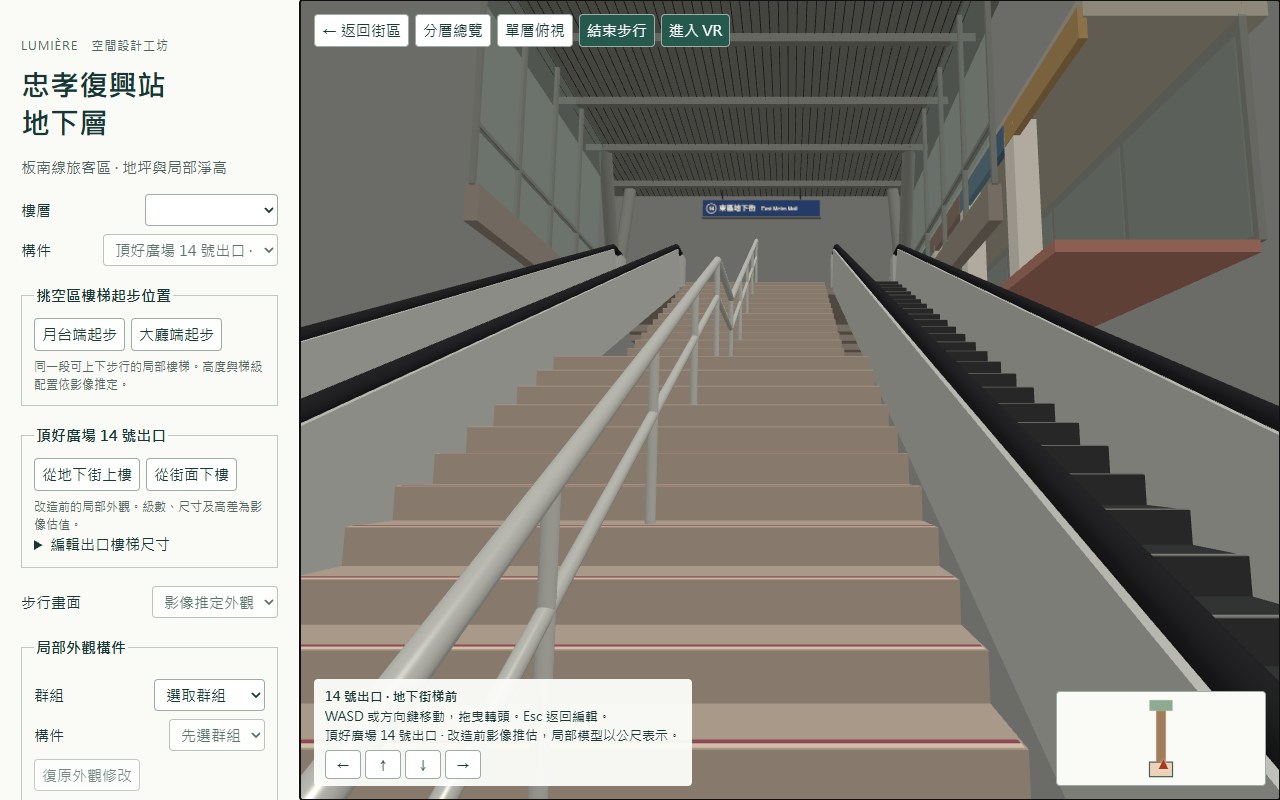 LUMIÈRE 空間設計工坊
忠孝復興站
地下層
板南線旅客區 · 地坪與局部淨高
樓層
構件
頂好廣場 14 號出口 ·
挑空區樓梯起步位置
月台端起步
大廳端起步
同一段可上下步行的局部樓梯。高度與梯級
配置依影像推定。
頂好廣場 14 號出口
從地下街上樓
從街面下樓
改造前的局部外觀。級數、尺寸及高差為影
像估值。
▶ 編輯出口樓梯尺寸
步行畫面
影像推定外觀
局部外觀構件
群組
選取群組
構件
先選群組
復原外觀修改
← 返回街區
分層總覽
單層俯視
結束步行
進入 VR
14 東區地下街 East Metro Mall
14 號出口 · 地下街梯前
WASD 或方向鍵移動，拖曳轉頭。Esc 返回編輯。
頂好廣場 14 號出口 · 改造前影像推估，局部模型以公尺表示。
← ↑ ↓ →